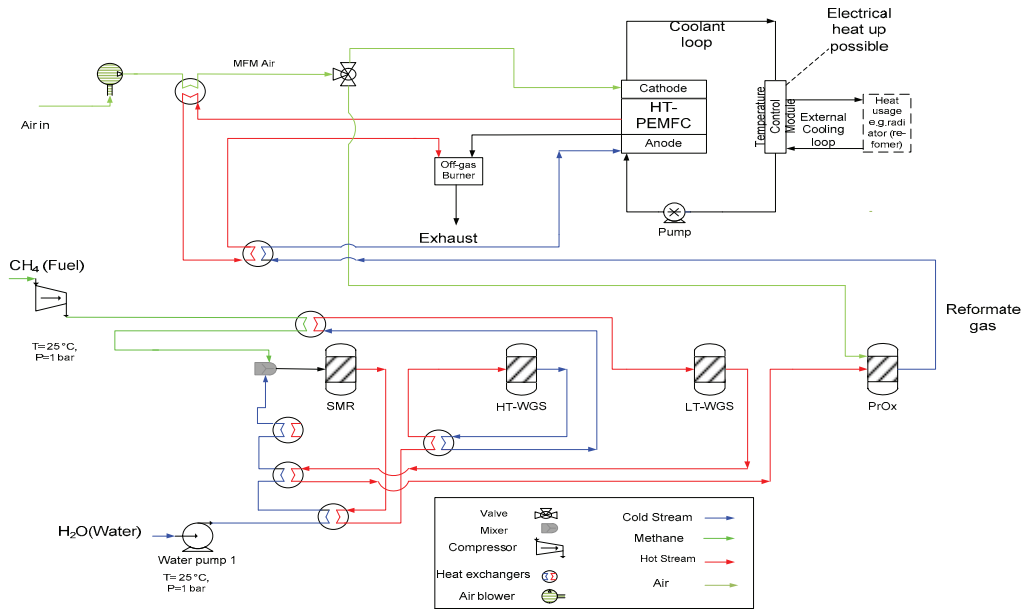 Electrical
heat up
possible
Coolant
loop
MFM Air
Air in
Cathode
HT-
PEMFC
Anode
Temperature
Control
Module
External
Cooling
loop
Heat
usage
e.g.radi
ator (re-
fomer)
Off-gas
Burner
Exhaust
Pump
CH4 (Fuel)
T= 25 °C,
P=1 bar
Reformate
gas
SMR
HT-WGS
LT-WGS
PrOx
H2O(Water)
Water pump 1
T= 25 °C,
P=1 bar
Valve
Mixer
Compressor
Heat exchangers
Air blower
Cold Stream
Methane
Hot Stream
Air